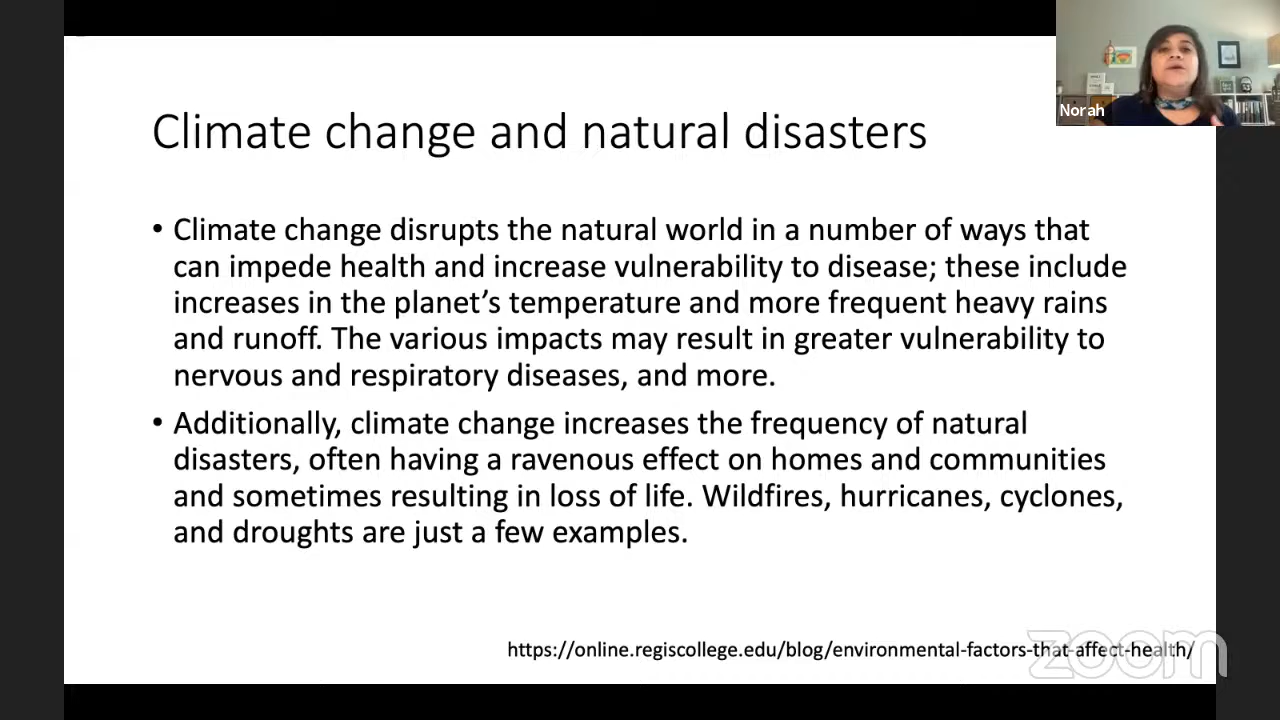 Norah
Climate change and natural disasters
• Climate change disrupts the natural world in a number of ways that
can impede health and increase vulnerability to disease; these include
increases in the planet’s temperature and more frequent heavy rains
and runoff. The various impacts may result in greater vulnerability to
nervous and respiratory diseases, and more.
• Additionally, climate change increases the frequency of natural
disasters, often having a ravenous effect on homes and communities
and sometimes resulting in loss of life. Wildfires, hurricanes, cyclones,
and droughts are just a few examples.
https://online.regiscollege.edu/blog/environmental-factors-that-affect-health/
zoom